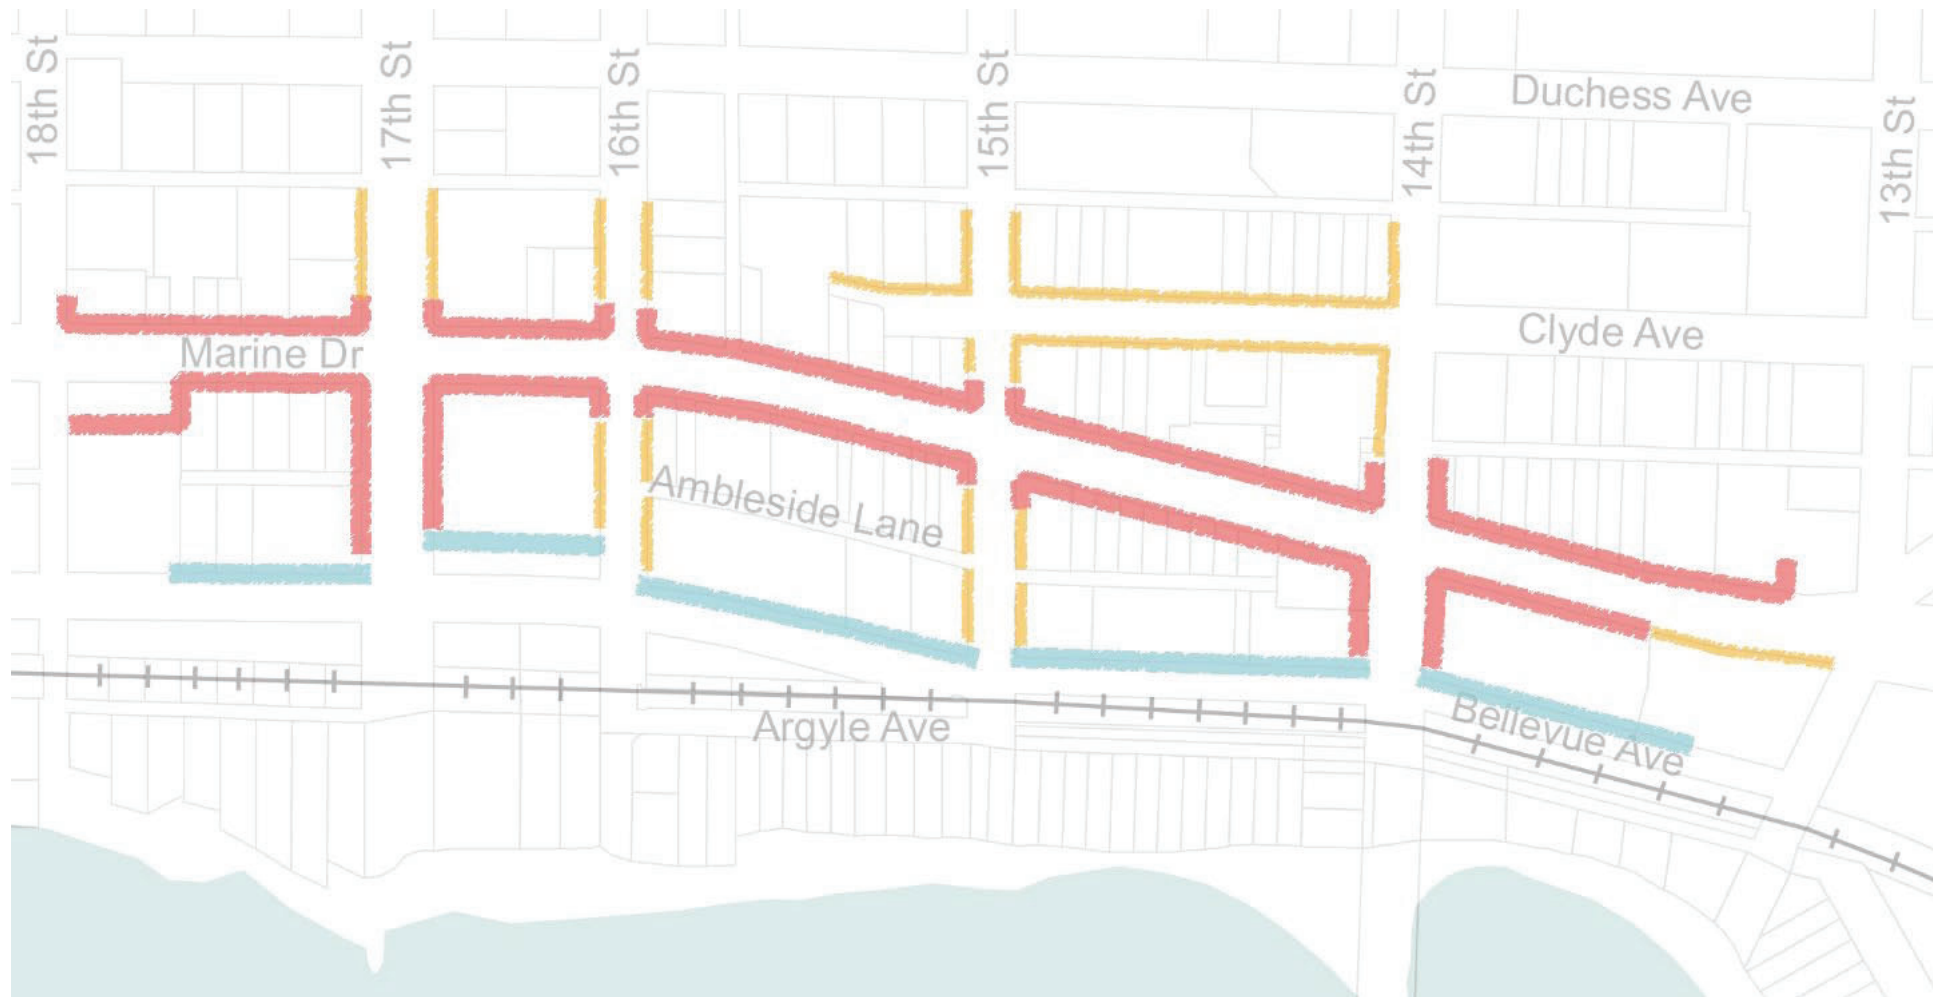 18th St
17th St
16th St
15th St
14th St
13th St
Duchess Ave
Clyde Ave
Marine Dr
Ambleside Lane
Argyle Ave
Bellevue Ave